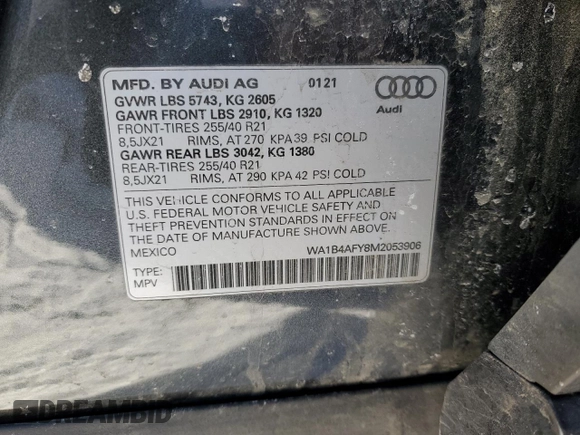 MFD. BY AUDI AG 0121
GVWR LBS 5743, KG 2605
GAWR FRONT LBS 2910, KG 1320
FRONT-TIRES 255/40 R21
8,5JX21 RIMS, AT 270 KPA 39 PSI COLD
GAWR REAR LBS 3042, KG 1380
REAR-TIRES 255/40 R21
8,5JX21 RIMS, AT 290 KPA 42 PSI COLD
Audi
THIS VEHICLE CONFORMS TO ALL APPLICABLE
U.S. FEDERAL MOTOR VEHICLE SAFETY AND
THEFT PREVENTION STANDARDS IN EFFECT ON
THE DATE OF MANUFACTURE SHOWN ABOVE.
MEXICO WA1B4AFY8M2053906
TYPE:
MPV
DREAMBID